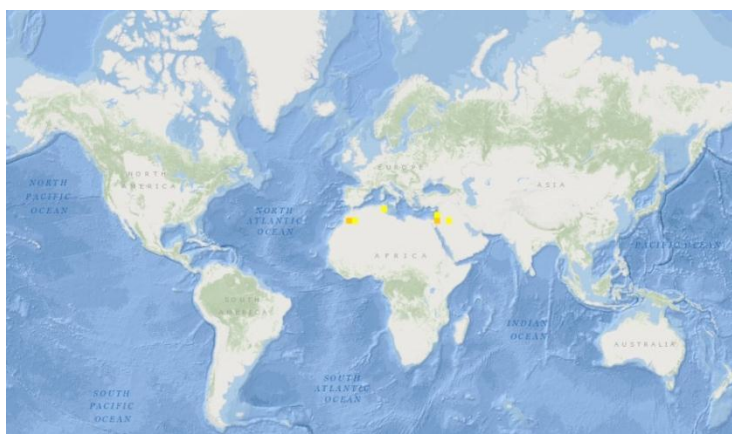 NORTH
AMERICA
EUROPE
ASIA
NORTH
PACIFIC
OCEAN
NORTH
ATLANTIC
OCEAN
PACIFIC OCEAN
AFRICA
SOUTH
AMERICA
INDIAN
OCEAN
AUSTRALIA
SOUTH
ATLANTIC
OCEAN
SOUTH
PACIFIC
OCEAN